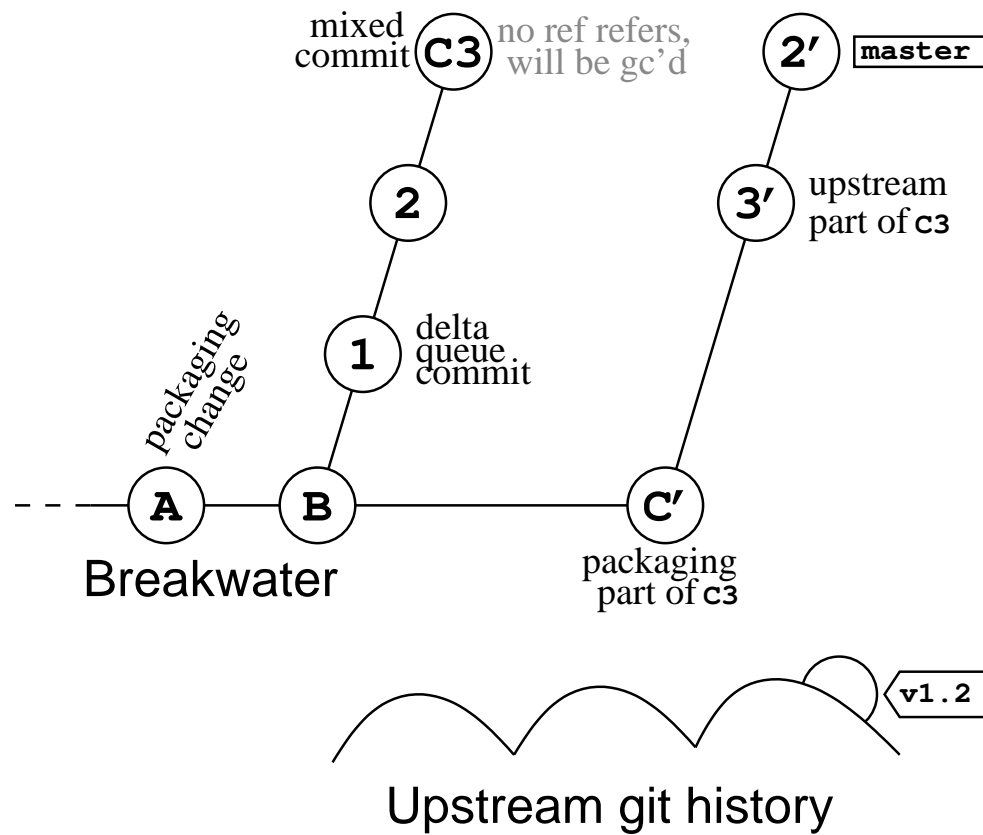 mixed
commit
C3
no ref refers,
will be gc’d
2′
master
2
3′
upstream
part of C3
packaging
change
1
delta
queue
commit
A
B
C′
Breakwater
packaging
part of C3
v1.2
Upstream git history